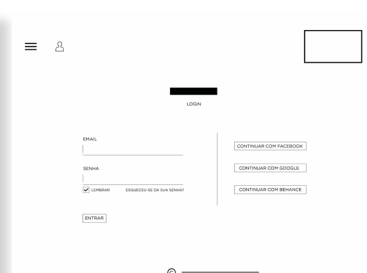 LOGIN
EMAIL
SENHA
LEMBRAR ESQUECEU-SE DA SUA SENHA?
ENTRAR
CONTINUAR COM FACEBOOK
CONTINUAR COM GOOGLE
CONTINUAR COM BEHANCE
©